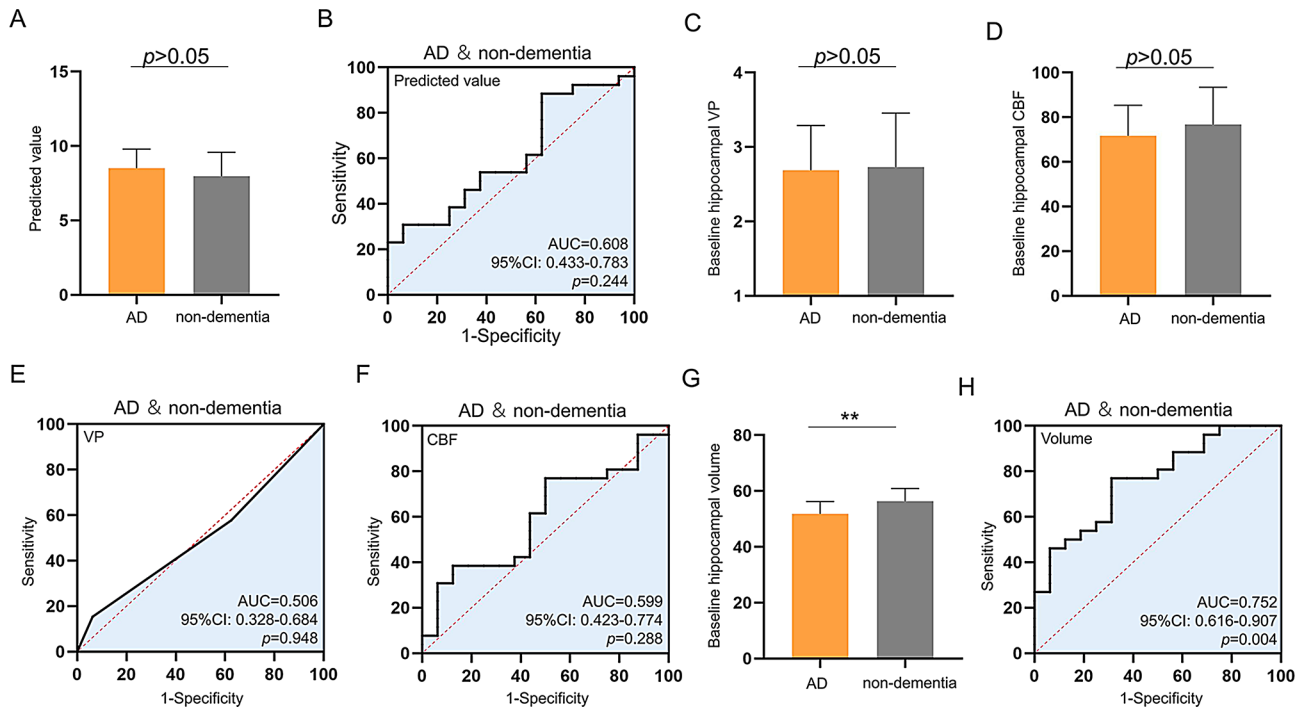 A
p>0.05
15
10
5
0
Predicted value
AD
non-dementia
B
AD & non-dementia
Predicted value
100
80
60
40
20
0
Sensitivity
AUC=0.608
95%CI: 0.433-0.783
p=0.244
0 20 40 60 80 100
1-Specificity
C
p>0.05
4
3
2
1
Baseline hippocampal VP
AD
non-dementia
D
p>0.05
100
80
60
40
20
0
Baseline hippocampal CBF
AD
non-dementia
E
AD & non-dementia
VP
100
80
60
40
20
0
Sensitivity
AUC=0.506
95%CI: 0.328-0.684
p=0.948
0 20 40 60 80 100
1-Specificity
F
AD & non-dementia
CBF
100
80
60
40
20
0
Sensitivity
AUC=0.599
95%CI: 0.423-0.774
p=0.288
0 20 40 60 80 100
1-Specificity
G
**
80
60
40
20
0
Baseline hippocampal volume
AD
non-dementia
H
AD & non-dementia
Volume
100
80
60
40
20
0
Sensitivity
AUC=0.752
95%CI: 0.616-0.907
p=0.004
0 20 40 60 80 100
1-Specificity